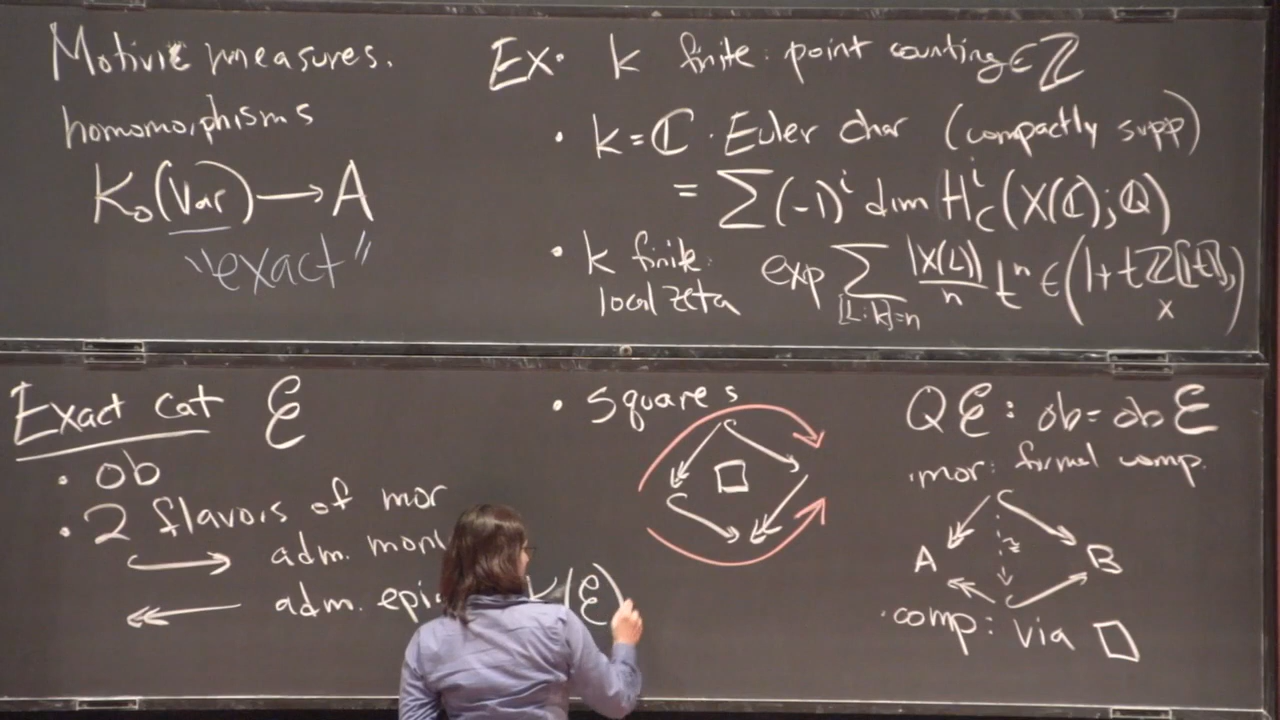 Motivic measures.
homomorphisms
K₀(Var) → A
"exact"
Ex: k finite: point counting ∈ ℤ
· k = ℂ · Euler char (compactly supp)
= ∑(-1)ⁱ dim Hⁱ_c(X(ℂ); ℚ)
· k finite: exp ∑_{[L:k]=n} |X(L)|/n tⁿ ∈ (1+tℤ[[t]], ×)
local zeta
Exact cat ℰ
· ob
· 2 flavors of mor
↪ adm. mon
↞ adm. epi
· Squares
□
K(ℰ)
Qℰ: ob = ob ℰ
· mor: formal comp.
A ≅ B
· comp: via □